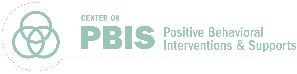 CENTER ON
PBIS
Positive Behavioral
Interventions & Supports